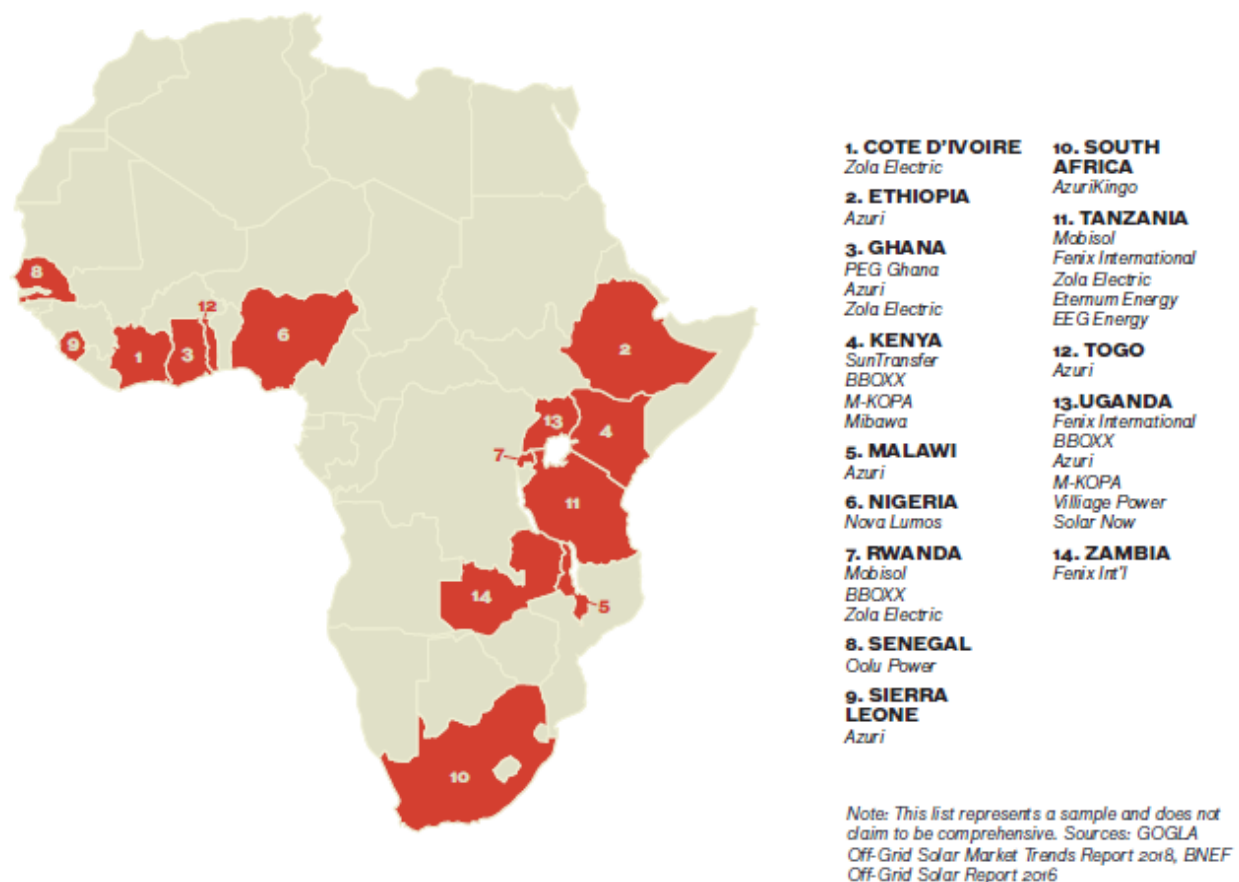 8
9
1
3
12
6
2
13
4
7
11
14
5
10
1. COTE D'IVOIRE
Zola Electric
2. ETHIOPIA
Azuri
3. GHANA
PEG Ghana
Azuri
Zola Electric
4. KENYA
SunTransfer
BBOXX
M-KOPA
Mibawa
5. MALAWI
Azuri
6. NIGERIA
Nova Lumos
7. RWANDA
Mobisol
BBOXX
Zola Electric
8. SENEGAL
Oolu Power
9. SIERRA
LEONE
Azuri
10. SOUTH
AFRICA
AzuriKingo
11. TANZANIA
Mobisol
Fenix International
Zola Electric
Eternum Energy
EEG Energy
12. TOGO
Azuri
13.UGANDA
Fenix International
BBOXX
Azuri
M-KOPA
Villiage Power
Solar Now
14. ZAMBIA
Fenix Int'l
Note: This list represents a sample and does not
claim to be comprehensive. Sources: GOGLA
Off-Grid Solar Market Trends Report 2018, BNEF
Off-Grid Solar Report 2016